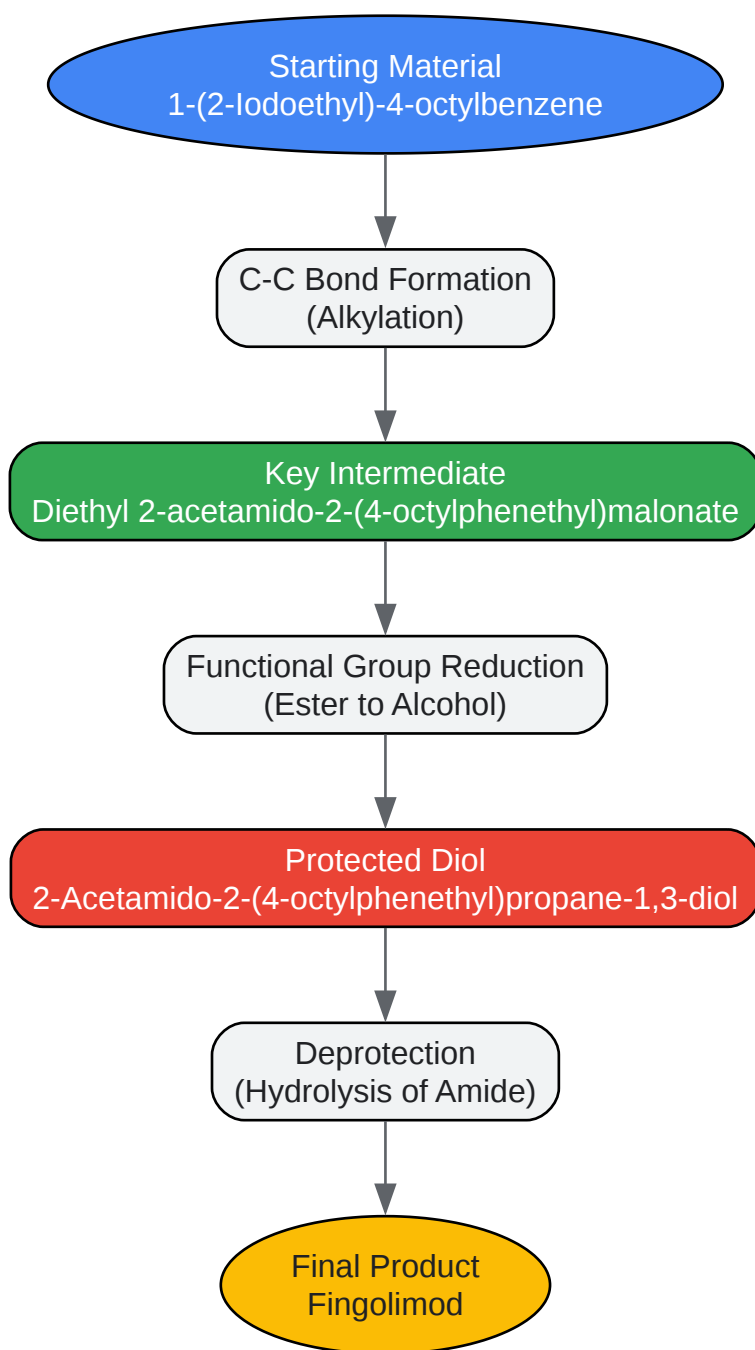 Starting Material
1-(2-Iodoethyl)-4-octylbenzene
C-C Bond Formation
(Alkylation)
Key Intermediate
Diethyl 2-acetamido-2-(4-octylphenethyl)malonate
Functional Group Reduction
(Ester to Alcohol)
Protected Diol
2-Acetamido-2-(4-octylphenethyl)propane-1,3-diol
Deprotection
(Hydrolysis of Amide)
Final Product
Fingolimod